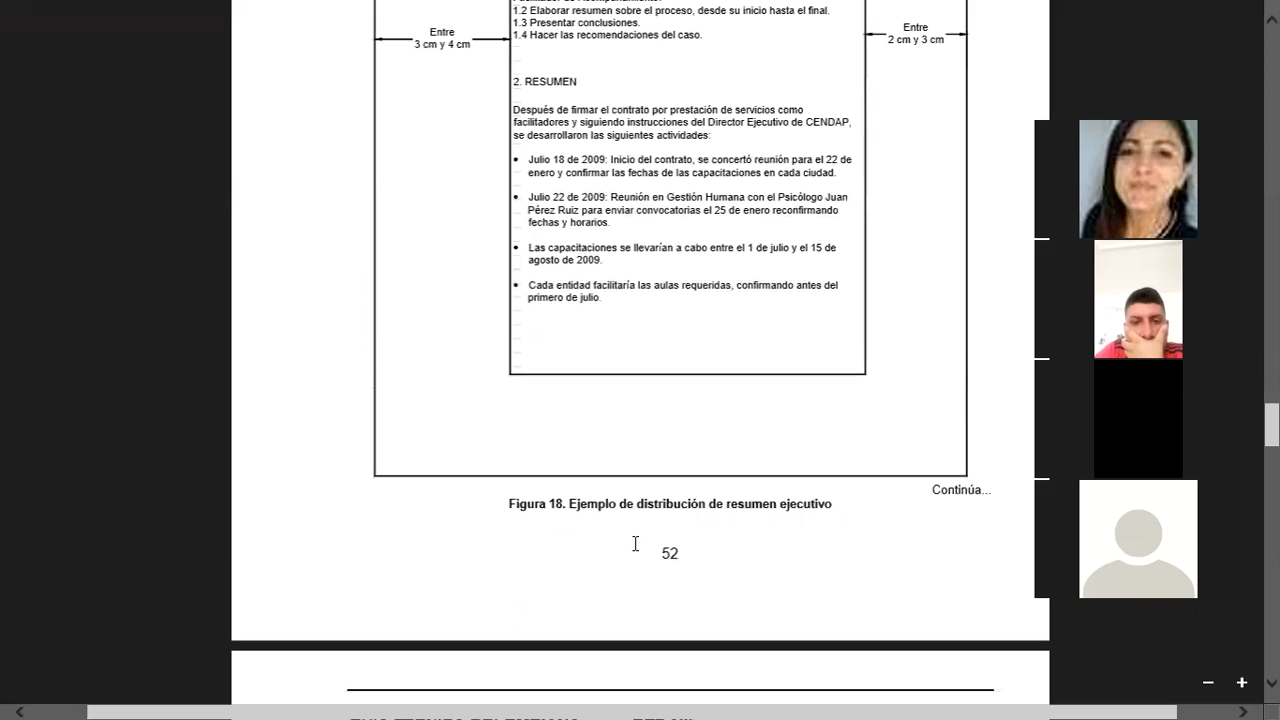 1.2 Elaborar resumen sobre el proceso, desde su inicio hasta el final.
1.3 Presentar conclusiones.
1.4 Hacer las recomendaciones del caso.
Entre
3 cm y 4 cm
Entre
2 cm y 3 cm
2. RESUMEN
Después de firmar el contrato por prestación de servicios como
facilitadores y siguiendo instrucciones del Director Ejecutivo de CENDAP,
se desarrollaron las siguientes actividades:
• Julio 18 de 2009: Inicio del contrato, se concertó reunión para el 22 de
enero y confirmar las fechas de las capacitaciones en cada ciudad.
• Julio 22 de 2009: Reunión en Gestión Humana con el Psicólogo Juan
Pérez Ruiz para enviar convocatorias el 25 de enero reconfirmando
fechas y horarios.
• Las capacitaciones se llevarían a cabo entre el 1 de julio y el 15 de
agosto de 2009.
• Cada entidad facilitaría las aulas requeridas, confirmando antes del
primero de julio.
Continúa...
Figura 18. Ejemplo de distribución de resumen ejecutivo
52